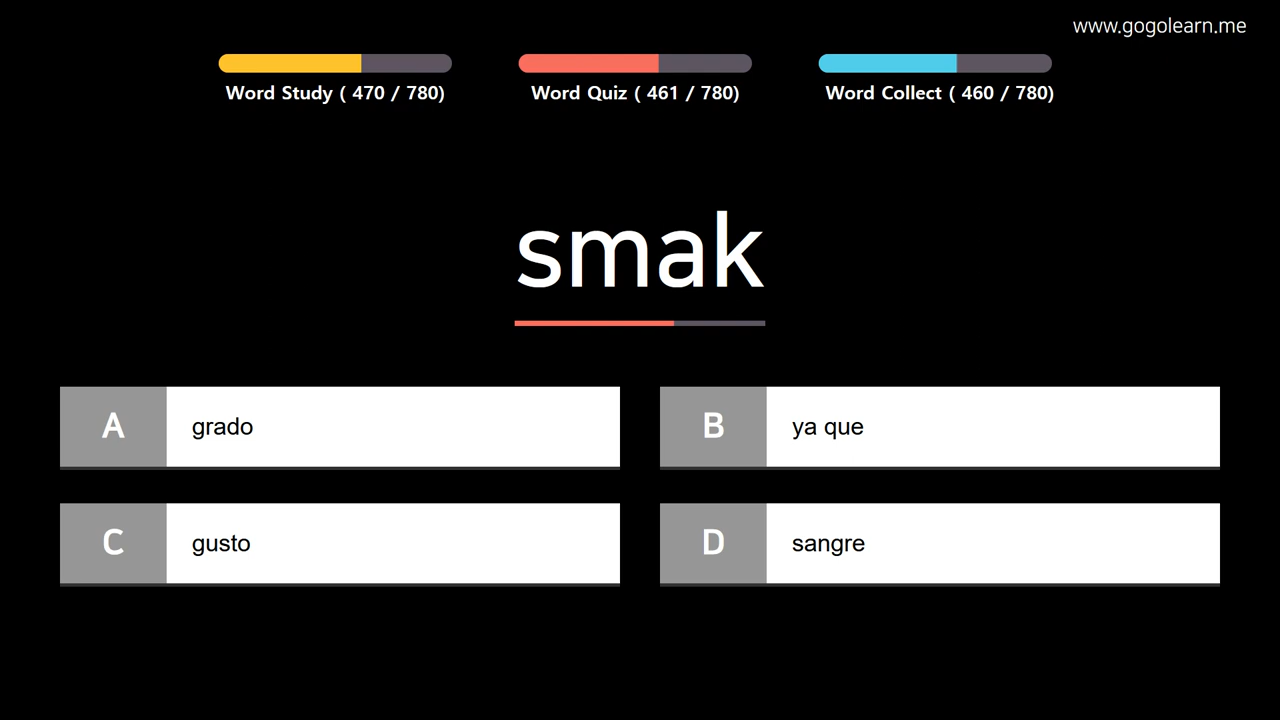 www.gogolearn.me
Word Study ( 470 / 780)
Word Quiz ( 461 / 780)
Word Collect ( 460 / 780)
smak
A grado
B ya que
C gusto
D sangre